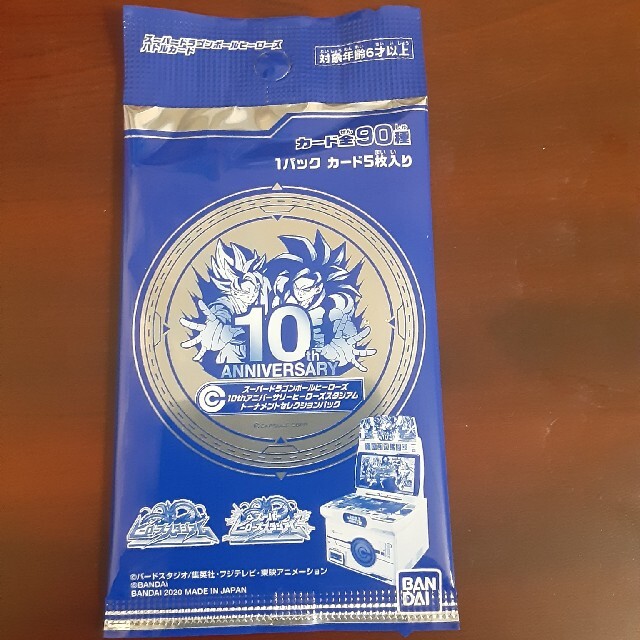 スーパードラゴンボールヒーローズ
バトルカード
対象年齢6才以上
カード全90種
1パック カード5枚入り
10th
ANNIVERSARY
スーパードラゴンボールヒーローズ
10thアニバーサリーヒーローズスタジアム
トーナメントセレクションパック
©バードスタジオ/集英社・フジテレビ・東映アニメーション
©BANDAI
BANDAI 2020 MADE IN JAPAN
BAN
DAI